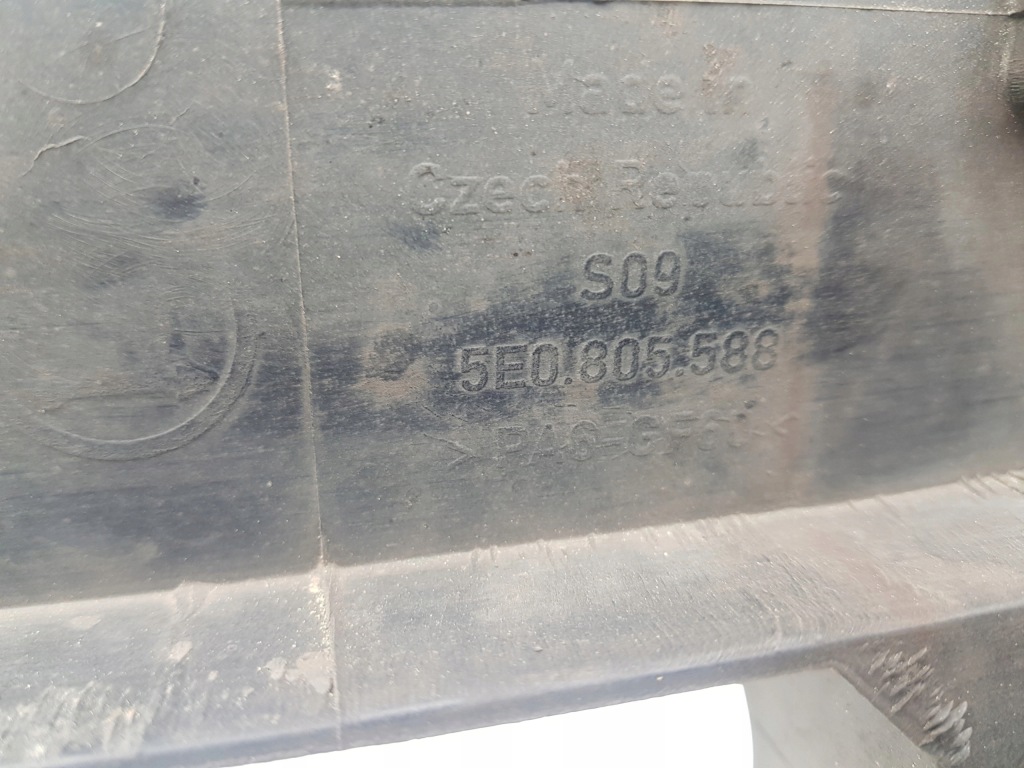 Made in
Czech Republic
S09
5E0.805.588